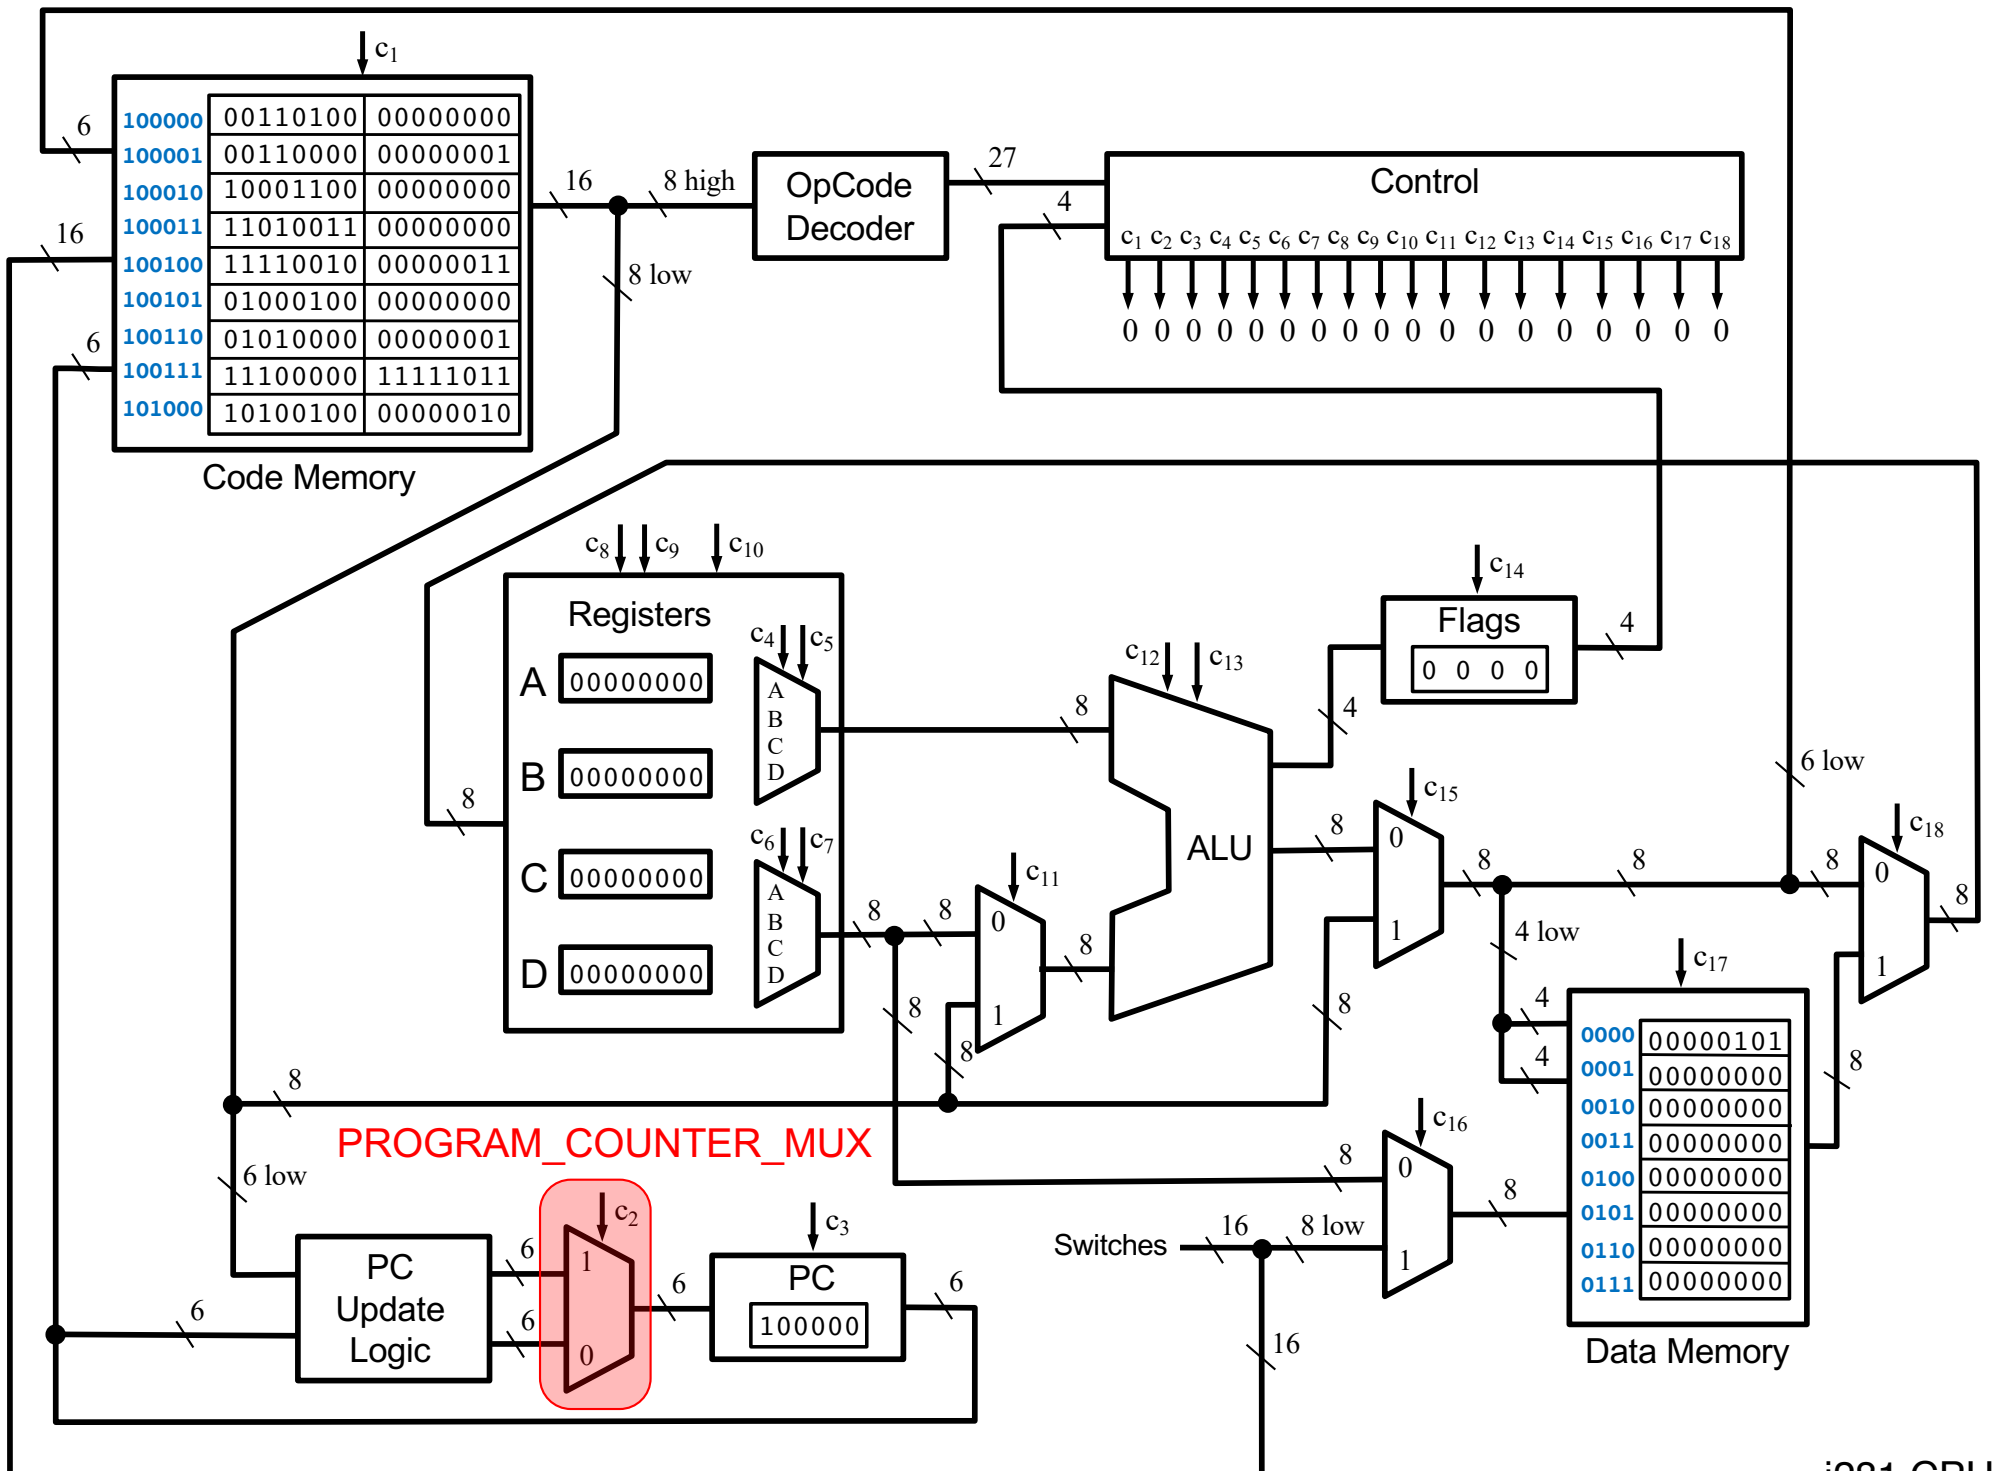 c1
100000 00110100 00000000
100001 00110000 00000001
100010 10001100 00000000
100011 11010011 00000000
100100 11110010 00000011
100101 01000100 00000000
100110 01010000 00000001
100111 11100000 11111011
101000 10100100 00000010
Code Memory
6
16
6
16
8 high
8 low
OpCode
Decoder
27
4
Control
c1 c2 c3 c4 c5 c6 c7 c8 c9 c10 c11 c12 c13 c14 c15 c16 c17 c18
0 0 0 0 0 0 0 0 0 0 0 0 0 0 0 0 0 0
c8 c9 c10
Registers
A 00000000
B 00000000
C 00000000
D 00000000
8
c4 c5
A
B
C
D
c6 c7
A
B
C
D
8
8
8
8
c11
0
1
8
8
c12 c13
ALU
4
c14
Flags
0 0 0 0
4
8
c15
0
1
8
8
8
6 low
8
c18
0
1
8
4 low
4
4
c17
0000 00000101
0001 00000000
0010 00000000
0011 00000000
0100 00000000
0101 00000000
0110 00000000
0111 00000000
Data Memory
8
8
PROGRAM_COUNTER_MUX
6 low
PC
Update
Logic
6
6
6
c2
1
0
6
c3
PC
100000
6
Switches
16
8 low
16
8
c16
0
1
8